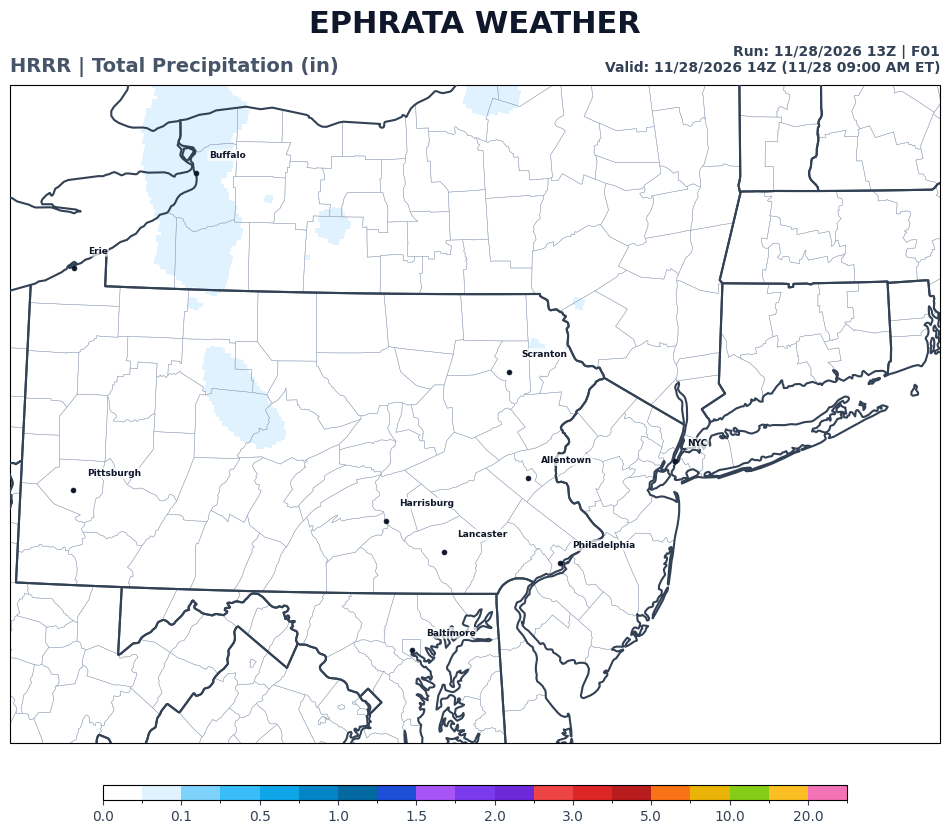 EPHRATA WEATHER
HRRR | Total Precipitation (in)
Run: 11/28/2026 13Z | F01
Valid: 11/28/2026 14Z (11/28 09:00 AM ET)
Buffalo
Erie
Scranton
NYC
Pittsburgh
Allentown
Harrisburg
Lancaster
Philadelphia
Baltimore
0.0 0.1 0.5 1.0 1.5 2.0 3.0 5.0 10.0 20.0